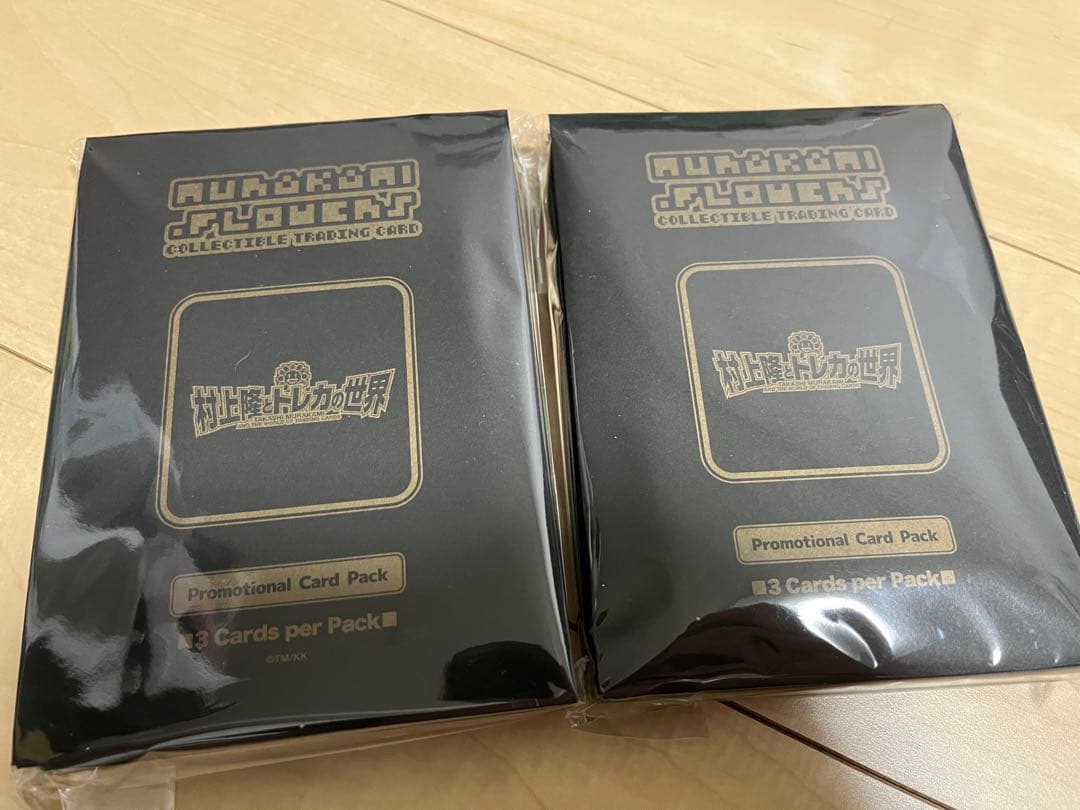 MURAKAMI
.FLOWERS
COLLECTIBLE TRADING CARD
村上隆とトレカの世界
TAKASHI MURAKAMI
AND THE WORLD OF TRADING CARDS
Promotional Card Pack
■3 Cards per Pack■
©TM/KK
MURAKAMI
.FLOWERS
COLLECTIBLE TRADING CARD
村上隆とトレカの世界
TAKASHI MURAKAMI
AND THE WORLD OF TRADING CARDS
Promotional Card Pack
■3 Cards per Pack■